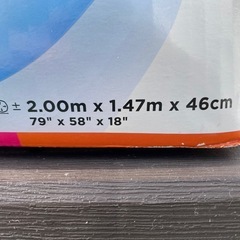 ± 2.00m x 1.47m x 46cm
79" x 58" x 18"